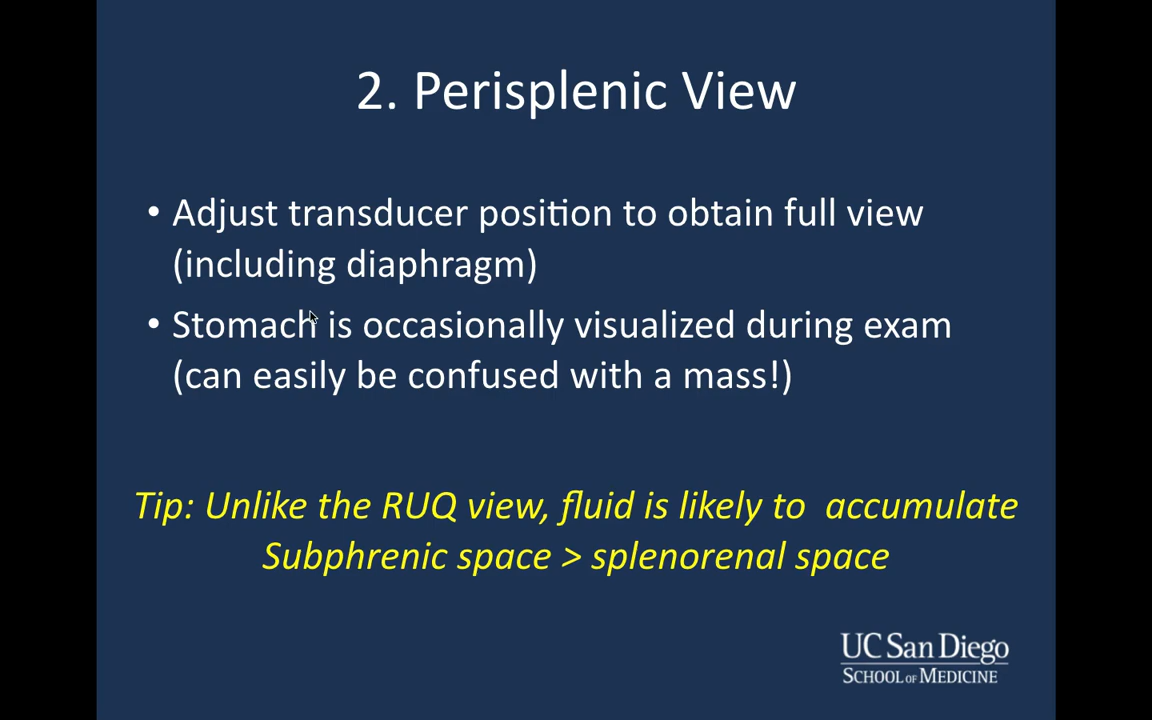 2. Perisplenic View
• Adjust transducer position to obtain full view
(including diaphragm)
• Stomach is occasionally visualized during exam
(can easily be confused with a mass!)
Tip: Unlike the RUQ view, fluid is likely to  accumulate
Subphrenic space > splenorenal space
UC San Diego
SCHOOL OF MEDICINE